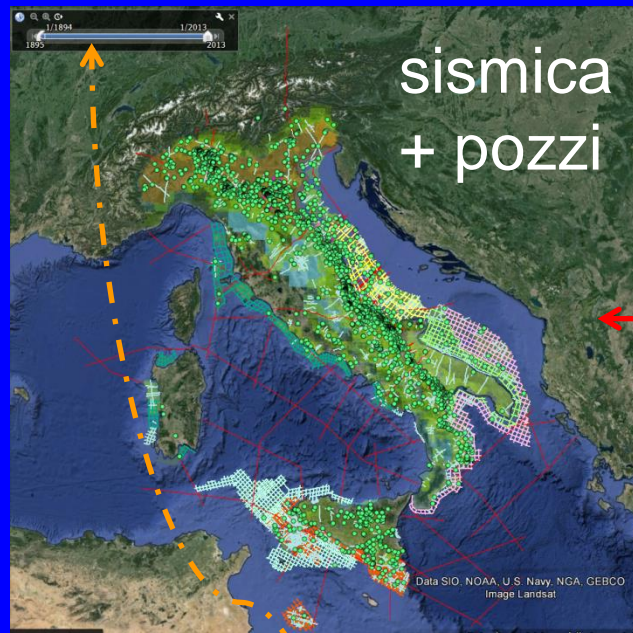 1/1894 1/2013
1895 2013
sismica
+ pozzi
Data SIO, NOAA, U.S. Navy, NGA, GEBCO
Image Landsat